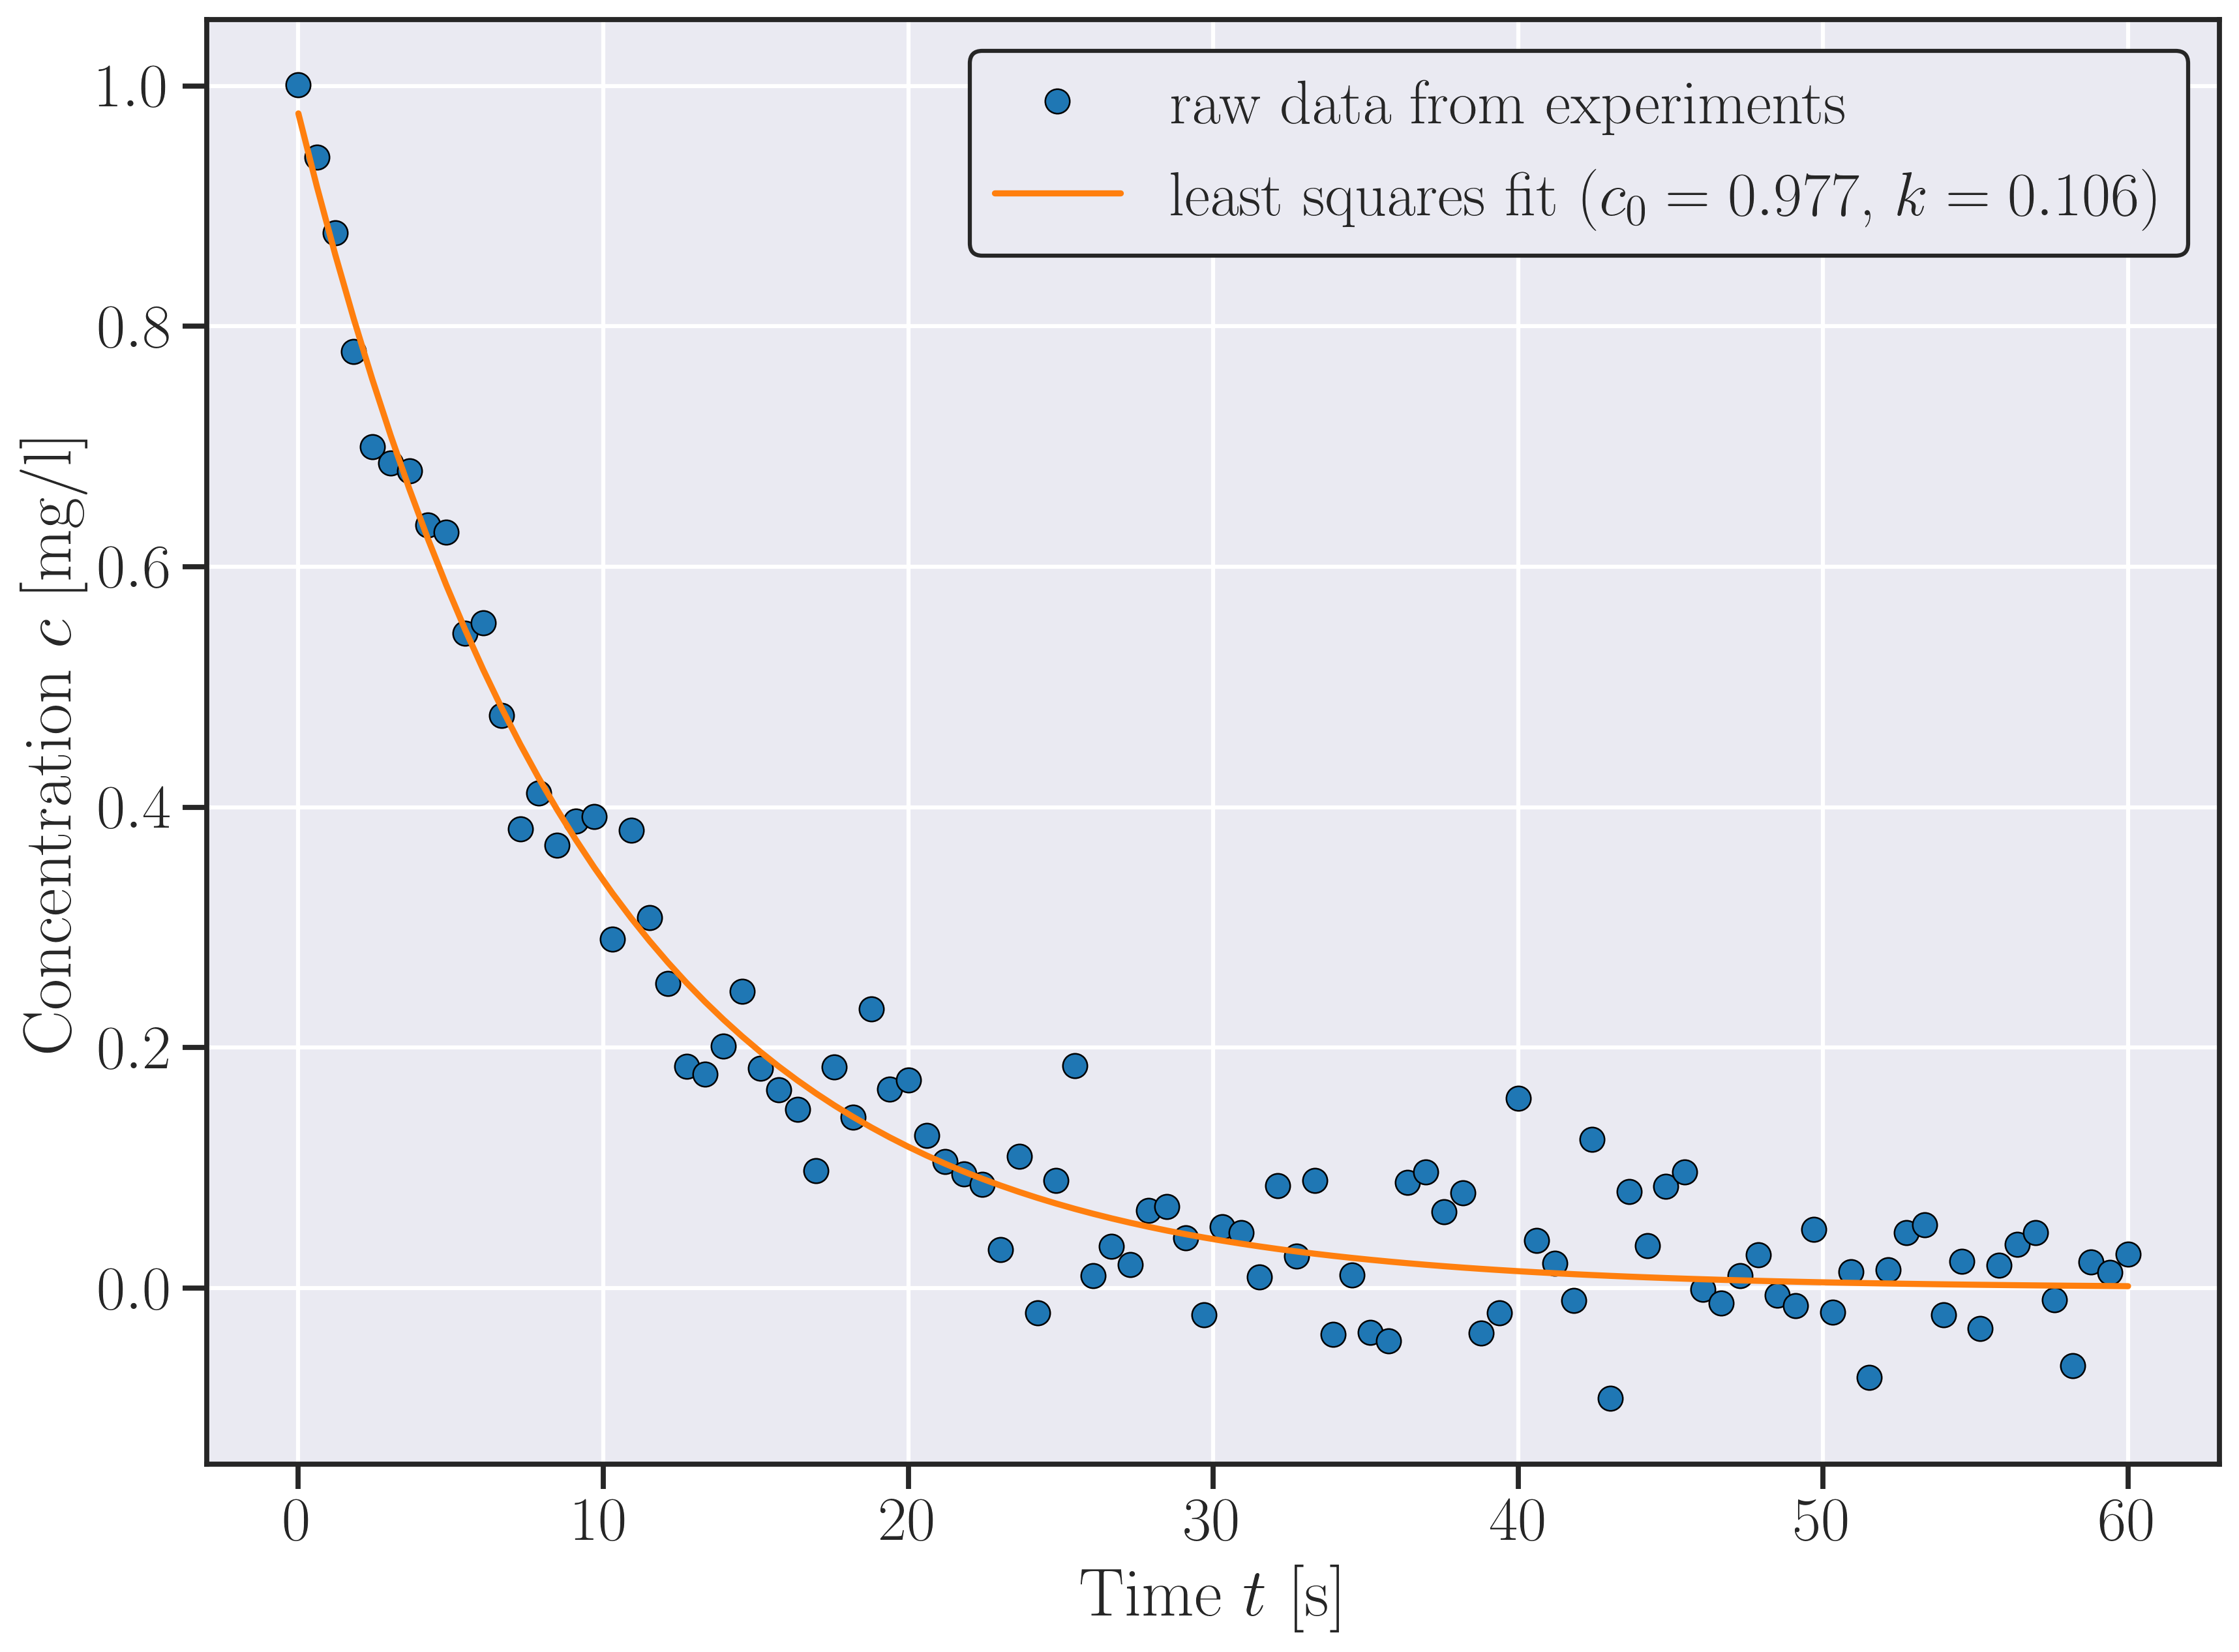 raw data from experiments
least squares fit (c₀ = 0.977, k = 0.106)
1.0
0.8
0.6
0.4
0.2
0.0
Concentration c [mg/l]
0 10 20 30 40 50 60
Time t [s]